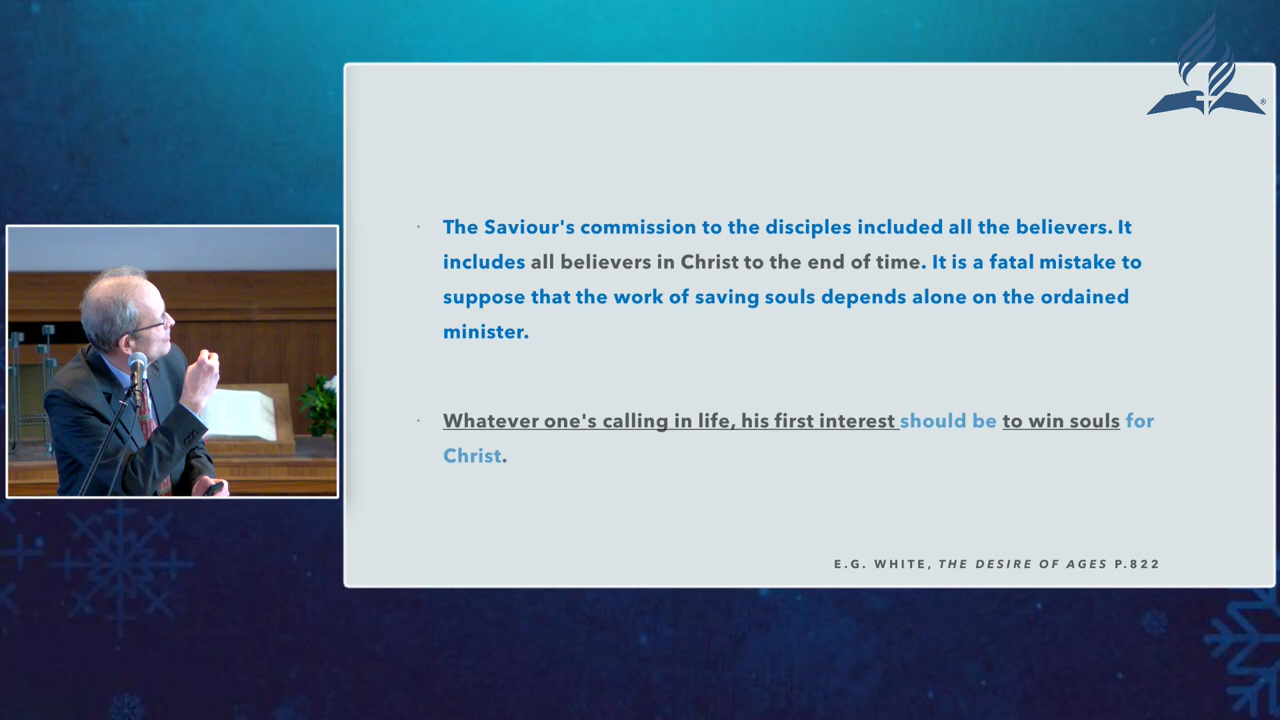 The Saviour's commission to the disciples included all the believers. It
includes all believers in Christ to the end of time. It is a fatal mistake to
suppose that the work of saving souls depends alone on the ordained
minister.
Whatever one's calling in life, his first interest should be to win souls for
Christ.
E.G. WHITE, THE DESIRE OF AGES P.822
®